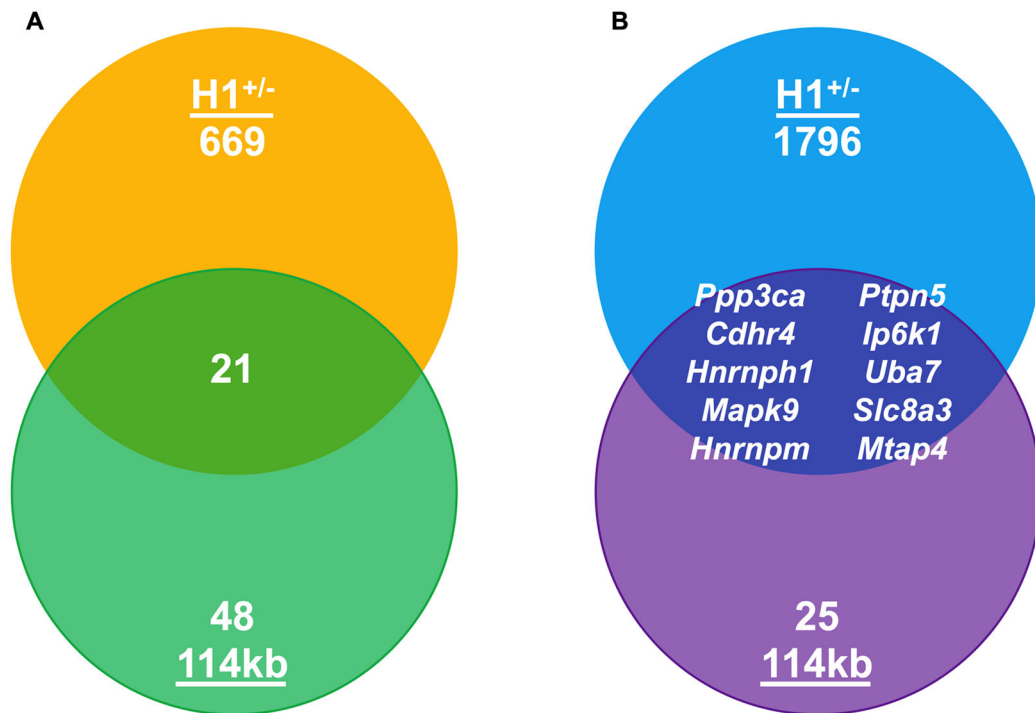 A
H1+/-
669
21
48
114kb
B
H1+/-
1796
Ppp3ca Ptpn5
Cdhr4 Ip6k1
Hnrnph1 Uba7
Mapk9 Slc8a3
Hnrnpm Mtap4
25
114kb